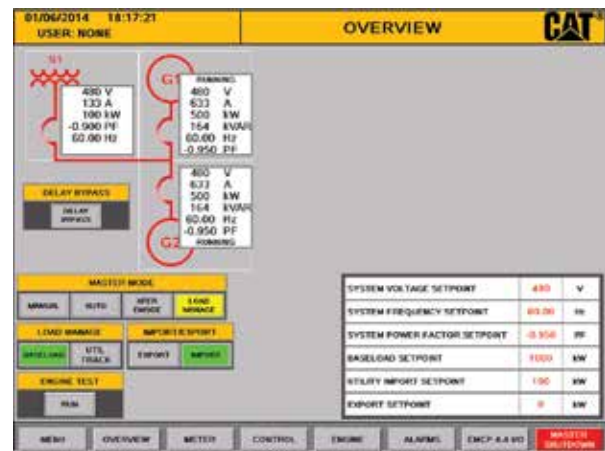 01/06/2014 18:17:21
USER: NONE
OVERVIEW
CAT
480 V
133 A
100 kW
-0.900 PF
60.00 Hz
G1
RUNNING
480 V
633 A
500 kW
164 kVAR
60.00 Hz
-0.950 PF
480 V
633 A
500 kW
164 kVAR
60.00 Hz
-0.950 PF
G2
RUNNING
DELAY BYPASS
DELAY
BYPASS
MASTER MODE
MANUAL
AUTO
XFER
LOAD
MANAGE
LOAD MANAGE
IMPORT/EXPORT
BASELOAD
UTIL
TRACK
EXPORT
IMPORT
ENGINE TEST
RUN
SYSTEM VOLTAGE SETPOINT 480 V
SYSTEM FREQUENCY SETPOINT 60.00 Hz
SYSTEM POWER FACTOR SETPOINT -0.950 PF
BASELOAD SETPOINT 1000 kW
UTILITY IMPORT SETPOINT 100 kW
EXPORT SETPOINT 0 kW
MENU
OVERVIEW
METER
CONTROL
ENGINE
ALARMS
EMCP 4.4 I/O
MASTER
SHUTDOWN